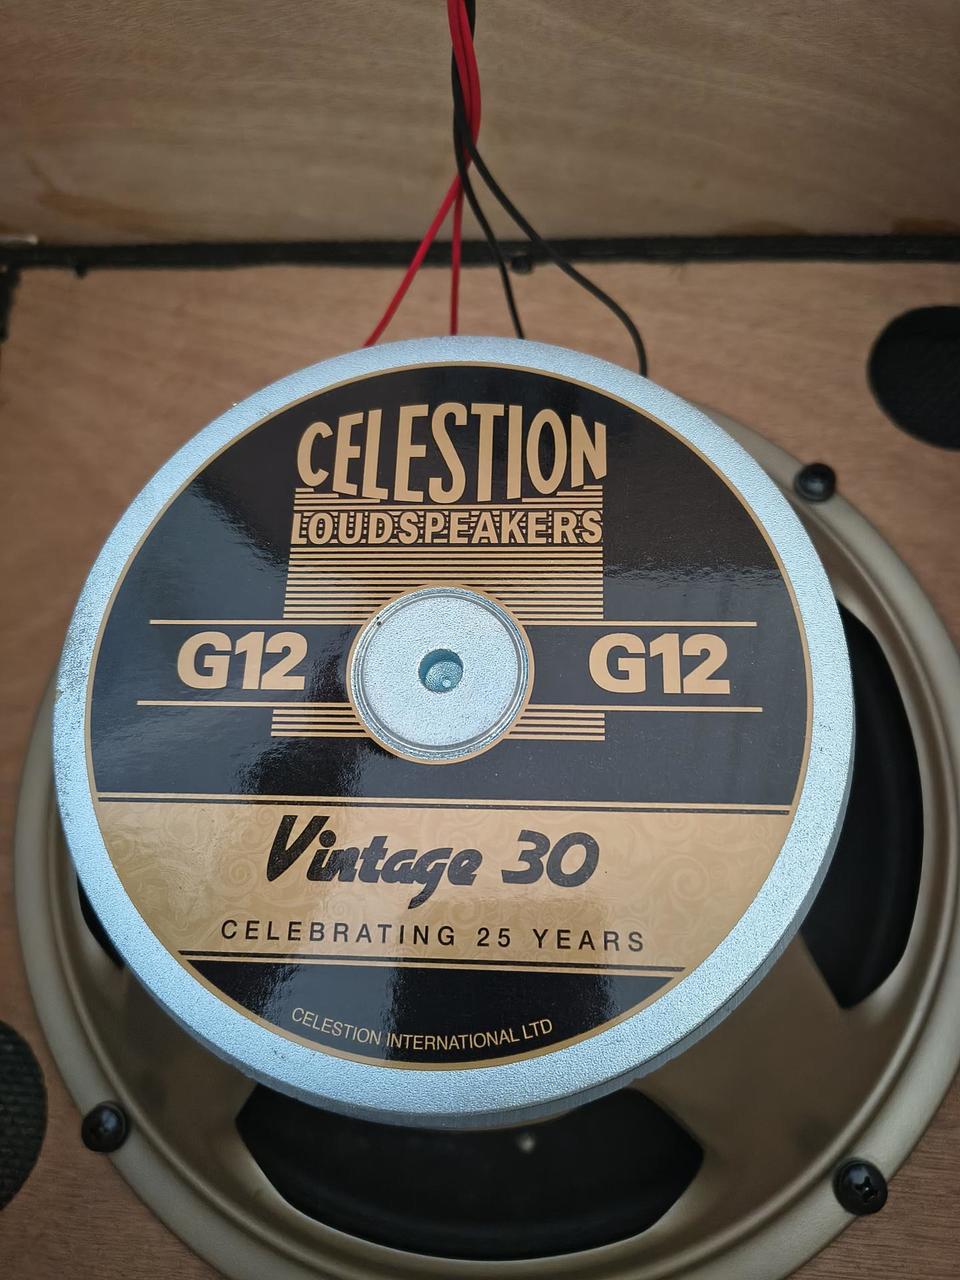 CELESTION
LOUDSPEAKERS
G12 G12
Vintage 30
CELEBRATING 25 YEARS
CELESTION INTERNATIONAL LTD